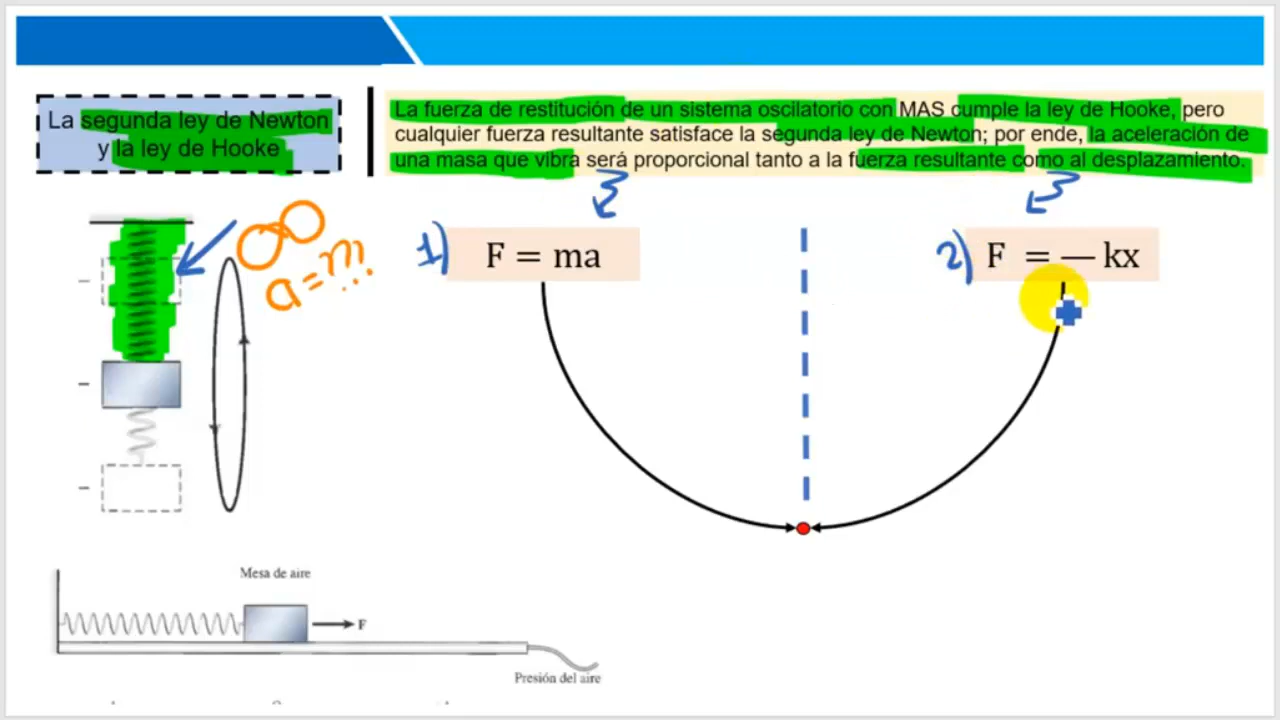 La segunda ley de Newton
y la ley de Hooke
La fuerza de restitución de un sistema oscilatorio con MAS cumple la ley de Hooke, pero
cualquier fuerza resultante satisface la segunda ley de Newton; por ende, la aceleración de
una masa que vibra será proporcional tanto a la fuerza resultante como al desplazamiento.
a=?
1) F = ma
2) F = — kx
Mesa de aire
F
Presión del aire